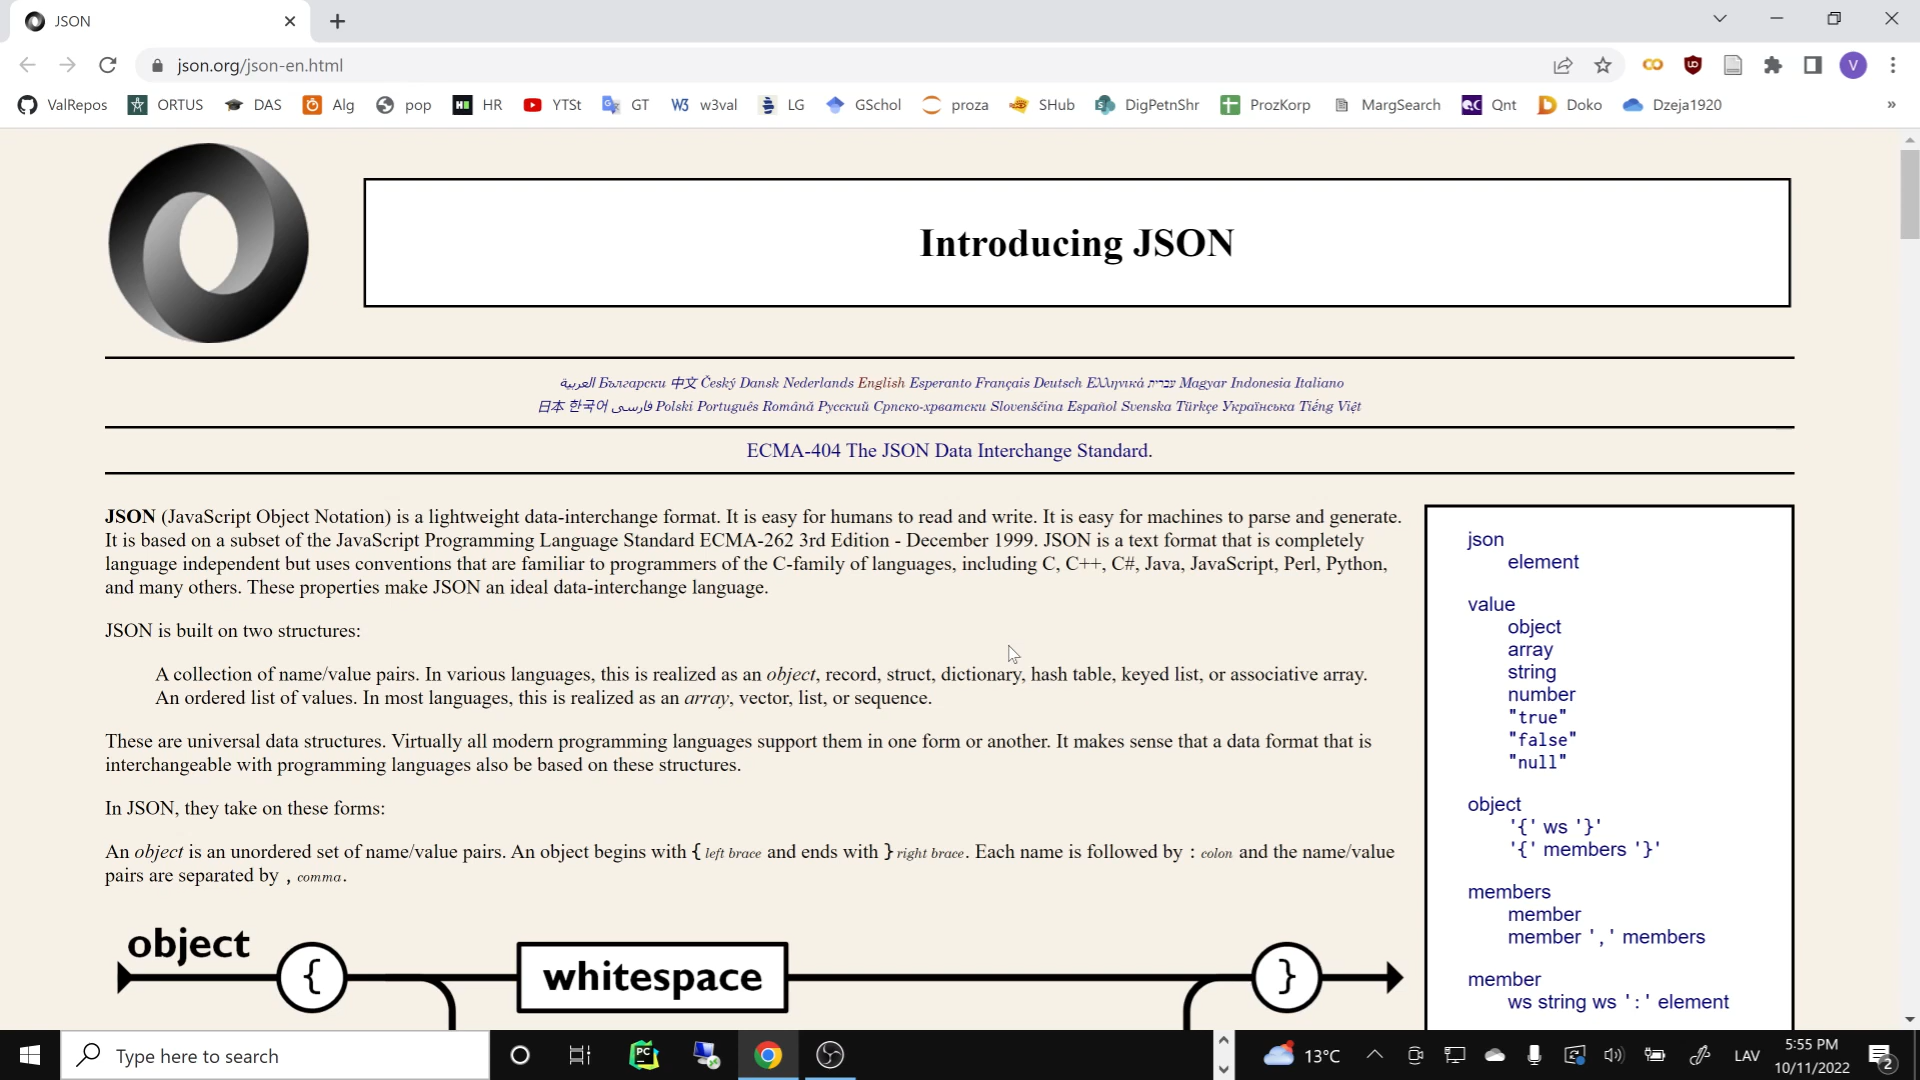 JSON
json.org/json-en.html
ValRepos ORTUS DAS Alg pop HR YTSt GT w3val LG GSchol proza SHub DigPetnShr ProzKorp MargSearch Qnt Doko Dzeja1920 »
Introducing JSON
العربية Български 中文 Český Dansk Nederlands English Esperanto Français Deutsch Ελληνικά עברית Magyar Indonesia Italiano
日本 한국어 فارسی Polski Português Română Русский Српско-хрватски Slovenščina Español Svenska Türkçe Українська Tiếng Việt
ECMA-404 The JSON Data Interchange Standard.
JSON (JavaScript Object Notation) is a lightweight data-interchange format. It is easy for humans to read and write. It is easy for machines to parse and generate.
It is based on a subset of the JavaScript Programming Language Standard ECMA-262 3rd Edition - December 1999. JSON is a text format that is completely
language independent but uses conventions that are familiar to programmers of the C-family of languages, including C, C++, C#, Java, JavaScript, Perl, Python,
and many others. These properties make JSON an ideal data-interchange language.
JSON is built on two structures:
A collection of name/value pairs. In various languages, this is realized as an object, record, struct, dictionary, hash table, keyed list, or associative array.
An ordered list of values. In most languages, this is realized as an array, vector, list, or sequence.
These are universal data structures. Virtually all modern programming languages support them in one form or another. It makes sense that a data format that is
interchangeable with programming languages also be based on these structures.
In JSON, they take on these forms:
An object is an unordered set of name/value pairs. An object begins with { left brace and ends with } right brace. Each name is followed by : colon and the name/value
pairs are separated by , comma.
object
{ whitespace }
json
element
value
object
array
string
number
"true"
"false"
"null"
object
'{' ws '}'
'{' members '}'
members
member
member ',' members
member
ws string ws ':' element
Type here to search
13°C
LAV
5:55 PM
10/11/2022
2